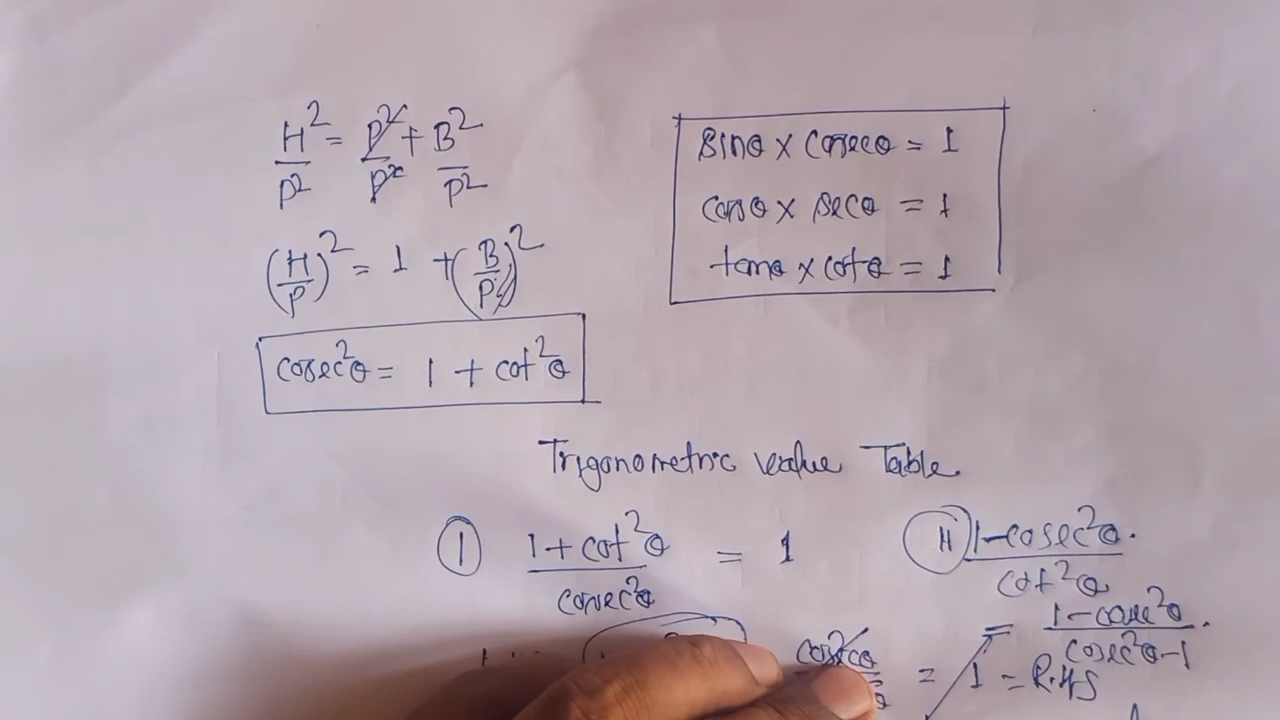 H²/P² = P²/P² + B²/P²
(H/P)² = 1 + (B/P)²
cosec²θ = 1 + cot²θ
Sinθ × cosecθ = 1
cosθ × secθ = 1
tanθ × cotθ = 1
Trigonometric value Table
I (1 + cot²θ)/cosec²θ = 1
II (1 - cosec²θ)/cot²θ
= (1 - cosec²θ)/(cosec²θ - 1)
= 1 = R.H.S